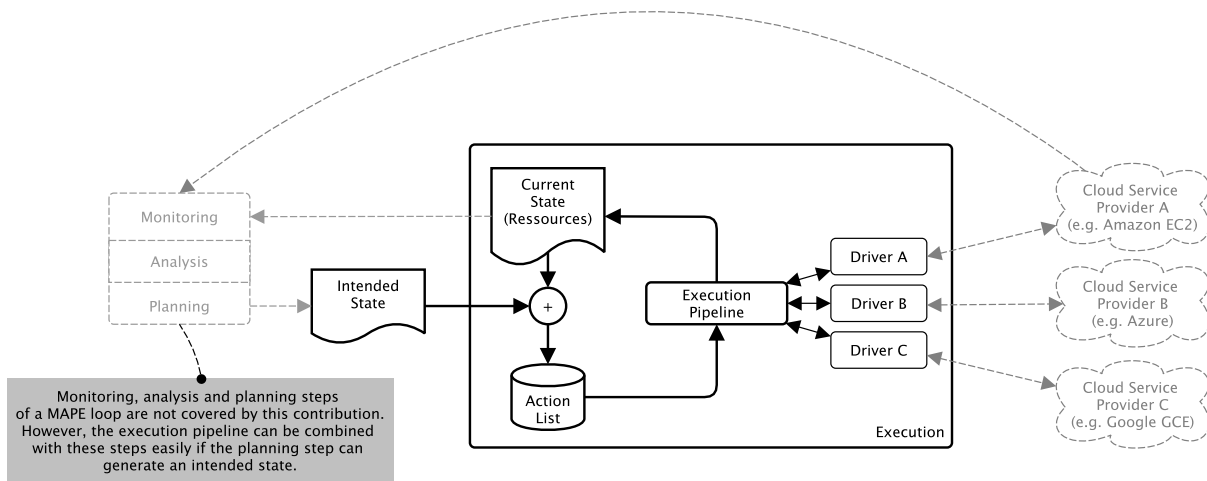 Monitoring
Analysis
Planning
Intended
State
Current
State
(Ressources)
+
Action
List
Execution
Pipeline
Driver A
Driver B
Driver C
Execution
Cloud Service
Provider A
(e.g. Amazon EC2)
Cloud Service
Provider B
(e.g. Azure)
Cloud Service
Provider C
(e.g. Google GCE)
Monitoring, analysis and planning steps
of a MAPE loop are not covered by this contribution.
However, the execution pipeline can be combined
with these steps easily if the planning step can
generate an intended state.